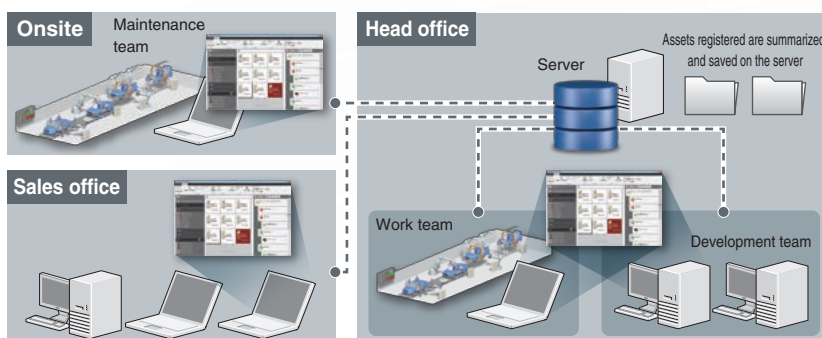 Onsite
Maintenance
team
Head office
Server
Assets registered are summarized
and saved on the server
Sales office
Work team
Development team